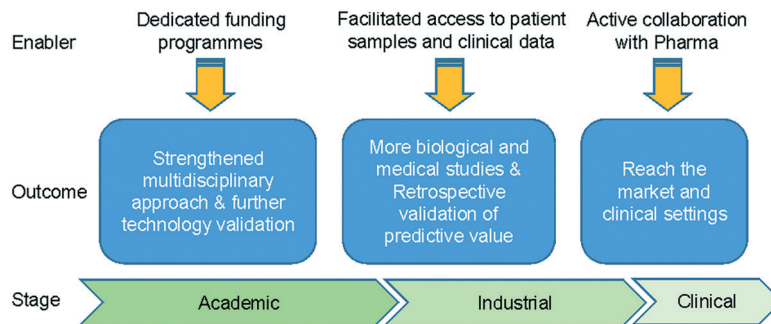 Enabler
Dedicated funding
programmes
Facilitated access to patient
samples and clinical data
Active collaboration
with Pharma
Outcome
Strengthened
multidisciplinary
approach & further
technology validation
More biological and
medical studies &
Retrospective
validation of
predictive value
Reach the
market and
clinical settings
Stage
Academic
Industrial
Clinical